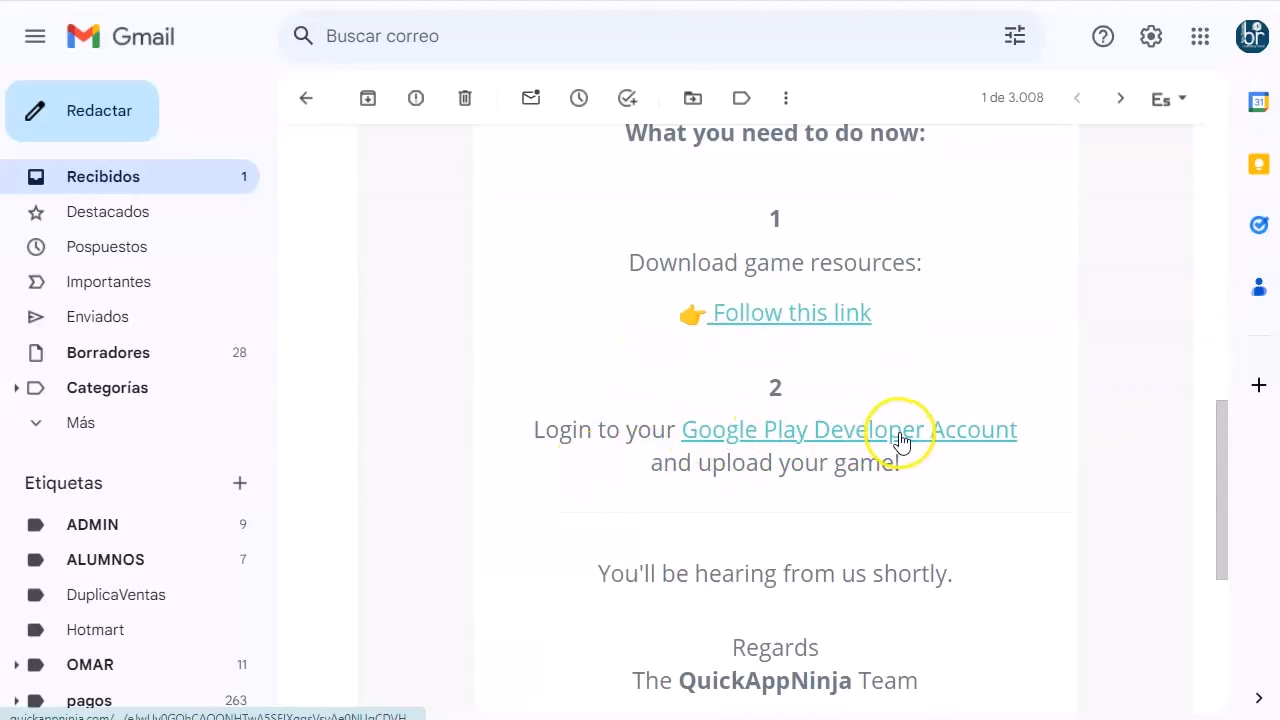 Gmail
Buscar correo
br
Redactar
1 de 3.008
Es
31
Recibidos 1
Destacados
Pospuestos
Importantes
Enviados
Borradores 28
Categorías
Más
Etiquetas
ADMIN 9
ALUMNOS 7
DuplicaVentas
Hotmart
OMAR 11
pagos 263
What you need to do now:
1
Download game resources:
Follow this link
2
Login to your Google Play Developer Account
and upload your game!
You'll be hearing from us shortly.
Regards
The QuickAppNinja Team